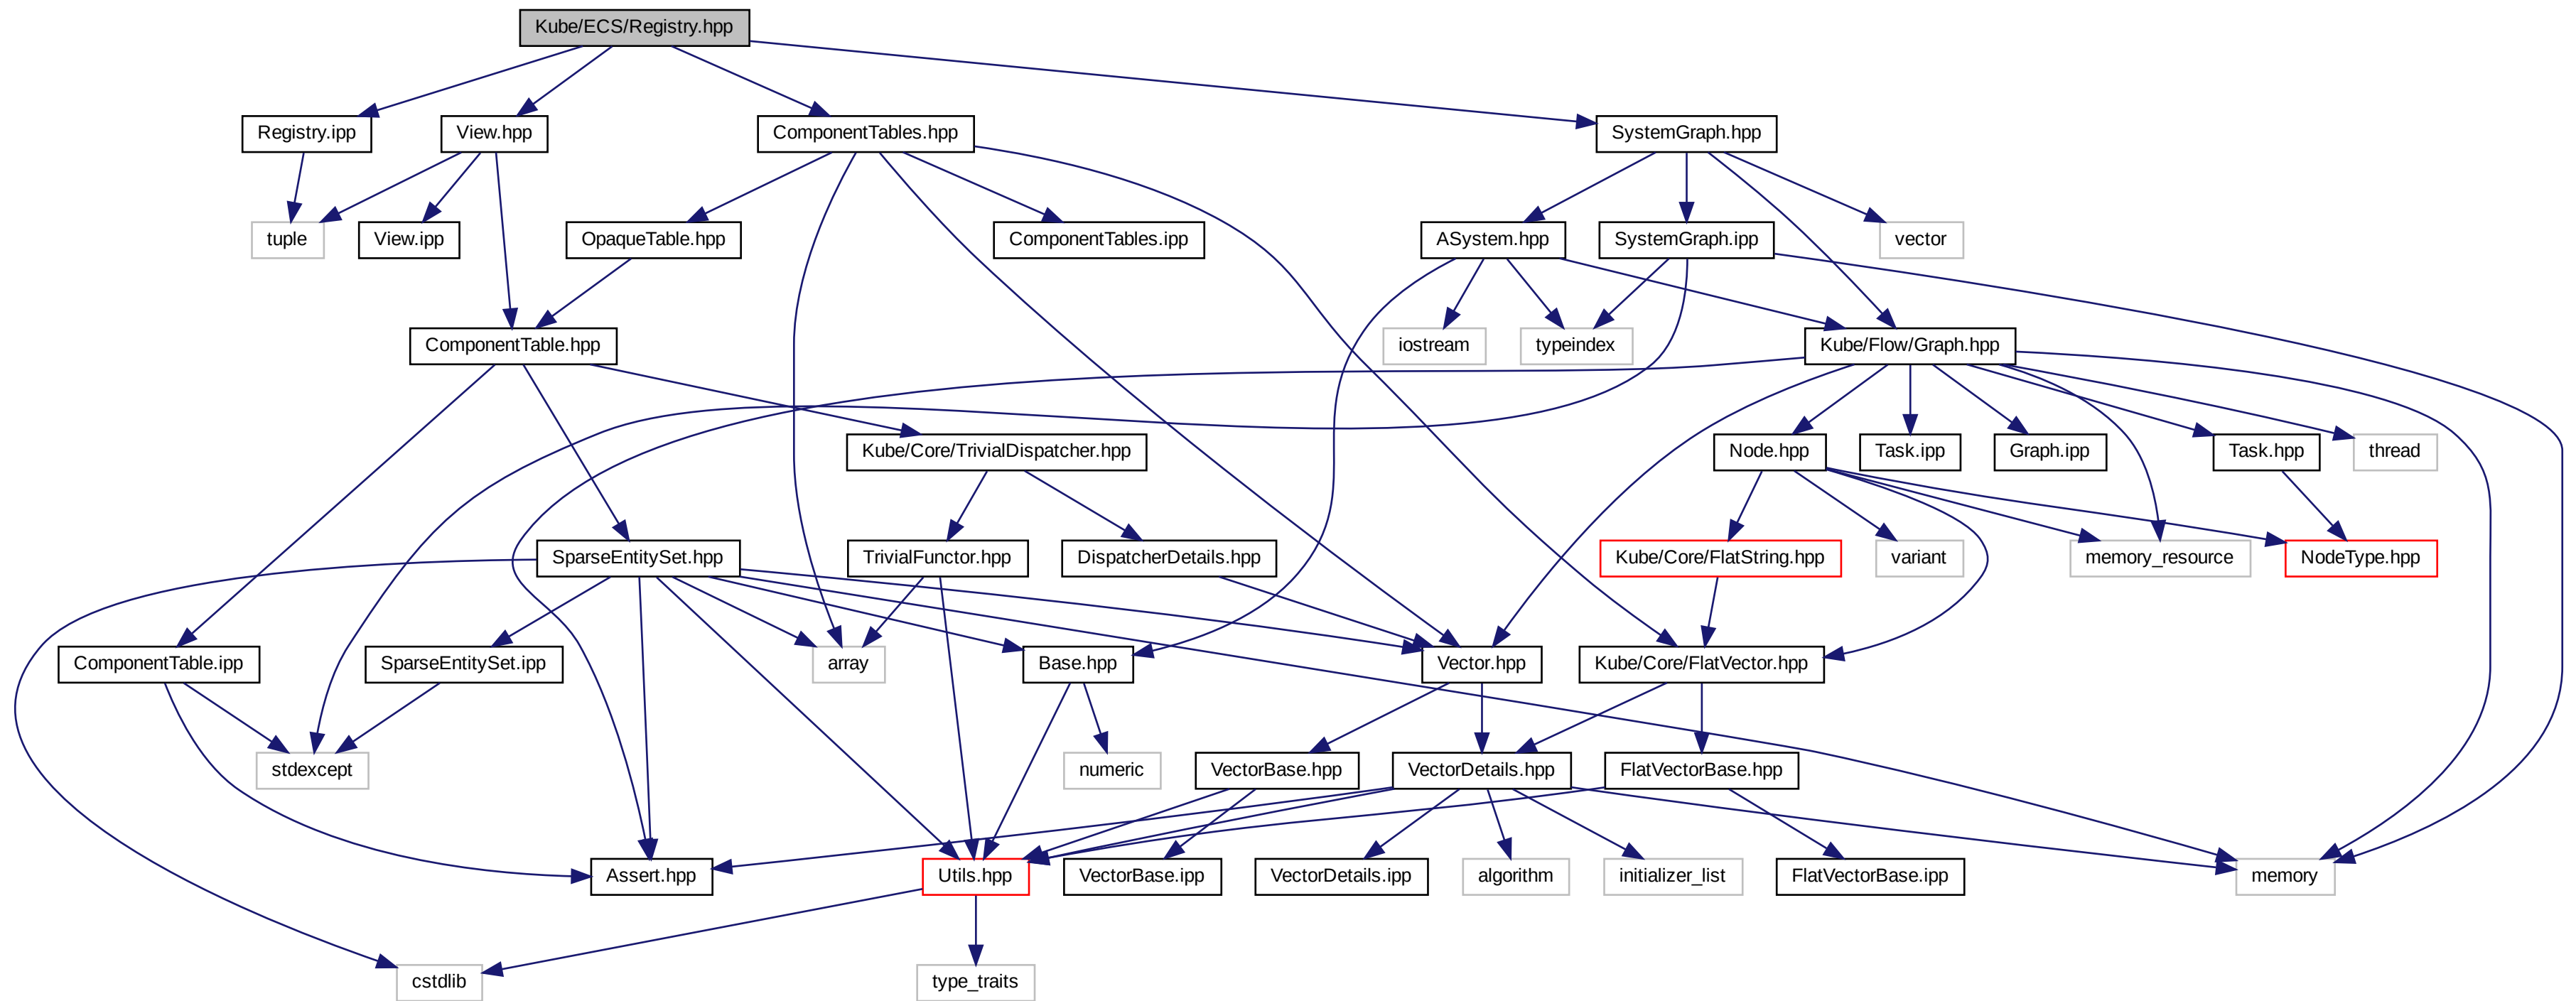 Kube/ECS/Registry.hpp
Registry.ipp
View.hpp
ComponentTables.hpp
SystemGraph.hpp
tuple
View.ipp
OpaqueTable.hpp
ComponentTables.ipp
ASystem.hpp
SystemGraph.ipp
vector
ComponentTable.hpp
iostream
typeindex
Kube/Flow/Graph.hpp
Kube/Core/TrivialDispatcher.hpp
Node.hpp
Task.ipp
Graph.ipp
Task.hpp
thread
SparseEntitySet.hpp
TrivialFunctor.hpp
DispatcherDetails.hpp
Kube/Core/FlatString.hpp
variant
memory_resource
NodeType.hpp
ComponentTable.ipp
SparseEntitySet.ipp
array
Base.hpp
Vector.hpp
Kube/Core/FlatVector.hpp
stdexcept
numeric
VectorBase.hpp
VectorDetails.hpp
FlatVectorBase.hpp
Assert.hpp
Utils.hpp
VectorBase.ipp
VectorDetails.ipp
algorithm
initializer_list
FlatVectorBase.ipp
memory
cstdlib
type_traits